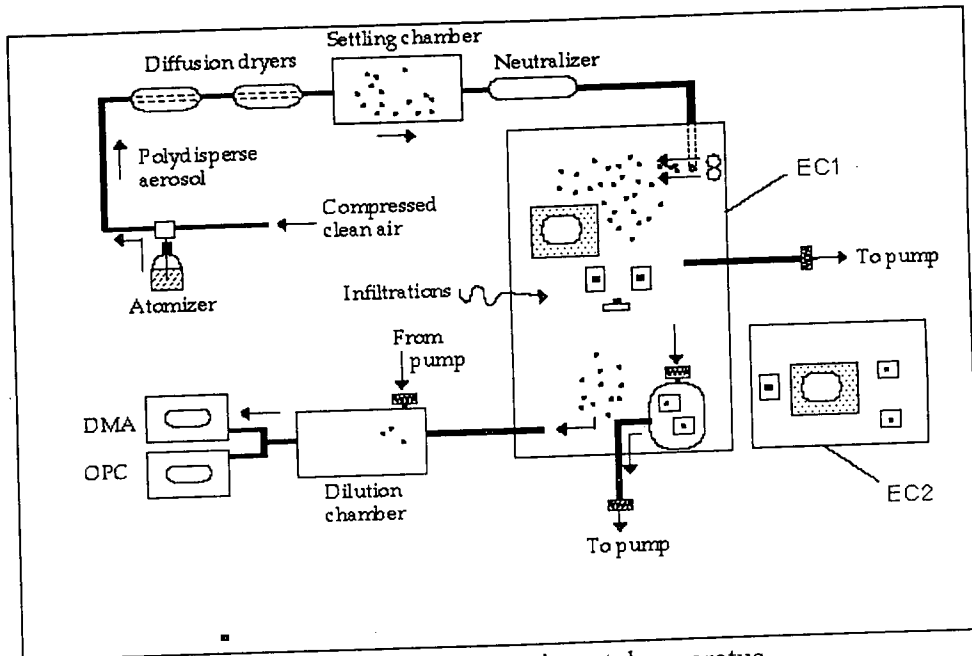 Settling chamber
Diffusion dryers
Neutralizer
Polydisperse
aerosol
EC1
Compressed
clean air
To pump
Atomizer
Infiltrations
From
pump
DMA
OPC
Dilution
chamber
EC2
To pump